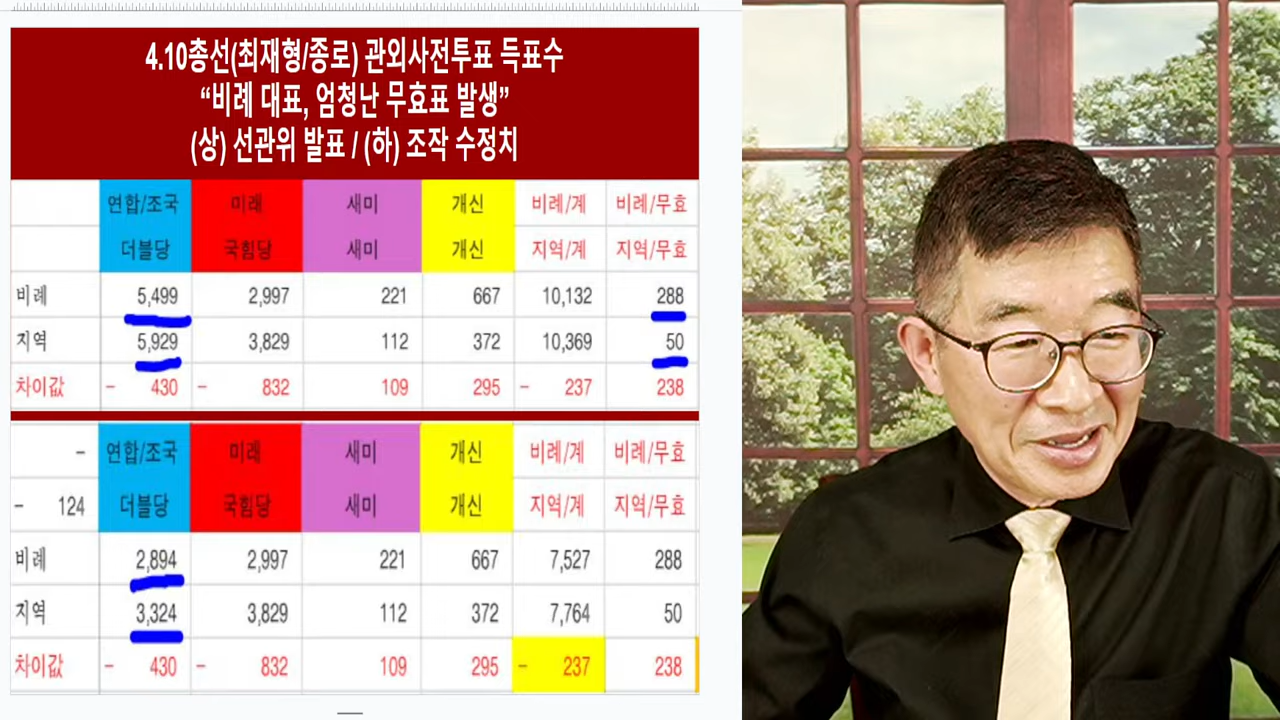 4.10총선(최재형/종로) 관외사전투표 득표수
“비례 대표, 엄청난 무효표 발생”
(상) 선관위 발표 / (하) 조작 수정치
연합/조국 미래 새미 개신 비례/계 비례/무효
더블당 국힘당 새미 개신 지역/계 지역/무효
비례 5,499 2,997 221 667 10,132 288
지역 5,929 3,829 112 372 10,369 50
차이값 - 430 - 832 109 295 - 237 238
- 연합/조국 미래 새미 개신 비례/계 비례/무효
- 124 더블당 국힘당 새미 개신 지역/계 지역/무효
비례 2,894 2,997 221 667 7,527 288
지역 3,324 3,829 112 372 7,764 50
차이값 - 430 - 832 109 295 - 237 238